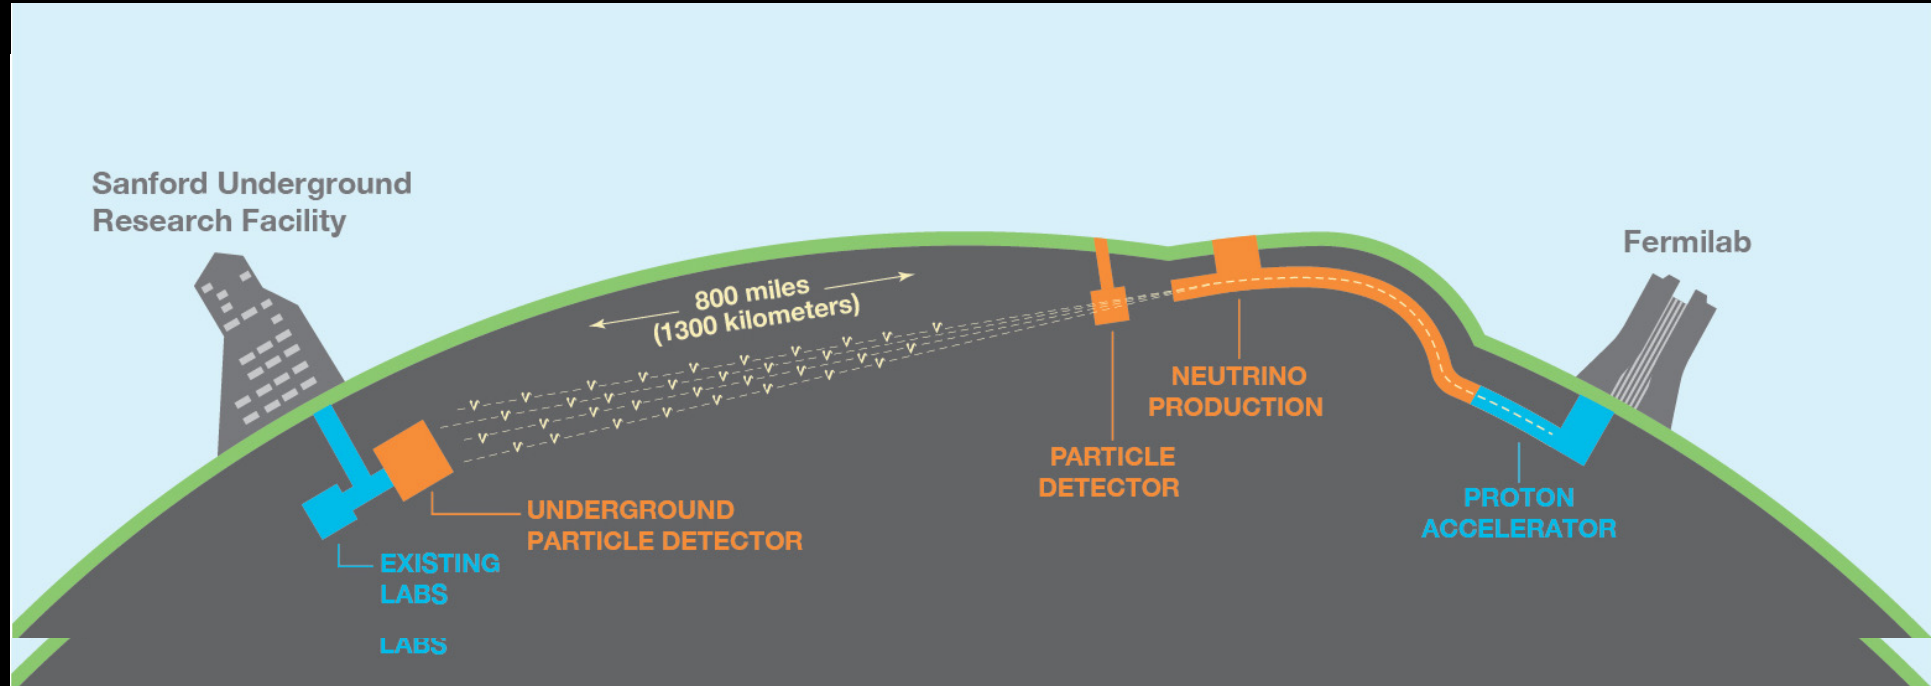 Sanford Underground
Research Facility
Fermilab
800 miles
(1300 kilometers)
NEUTRINO
PRODUCTION
PARTICLE
DETECTOR
PROTON
ACCELERATOR
UNDERGROUND
PARTICLE DETECTOR
EXISTING
LABS
LABS